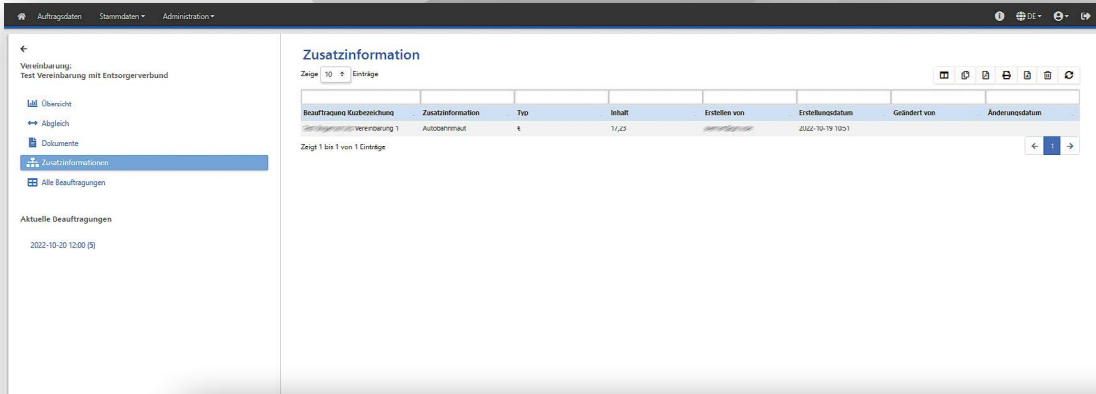 Auftragsdaten Stammdaten Administration DE
Vereinbarung:
Test Vereinbarung mit Entsorgerverbund
Übersicht
Abgleich
Dokumente
Zusatzinformationen
Alle Beauftragungen
Aktuelle Beauftragungen
2022-10-20 12:00 (5)
Zusatzinformation
Zeige 10 Einträge
Beauftragung Kuzbezeichung Zusatzinformation Typ Inhalt Erstellen von Erstellungsdatum Geändert von Änderungsdatum
Vereinbarung 1 Autobahnmaut € 17,23 2022-10-19 10:51
Zeigt 1 bis 1 von 1 Einträge
1